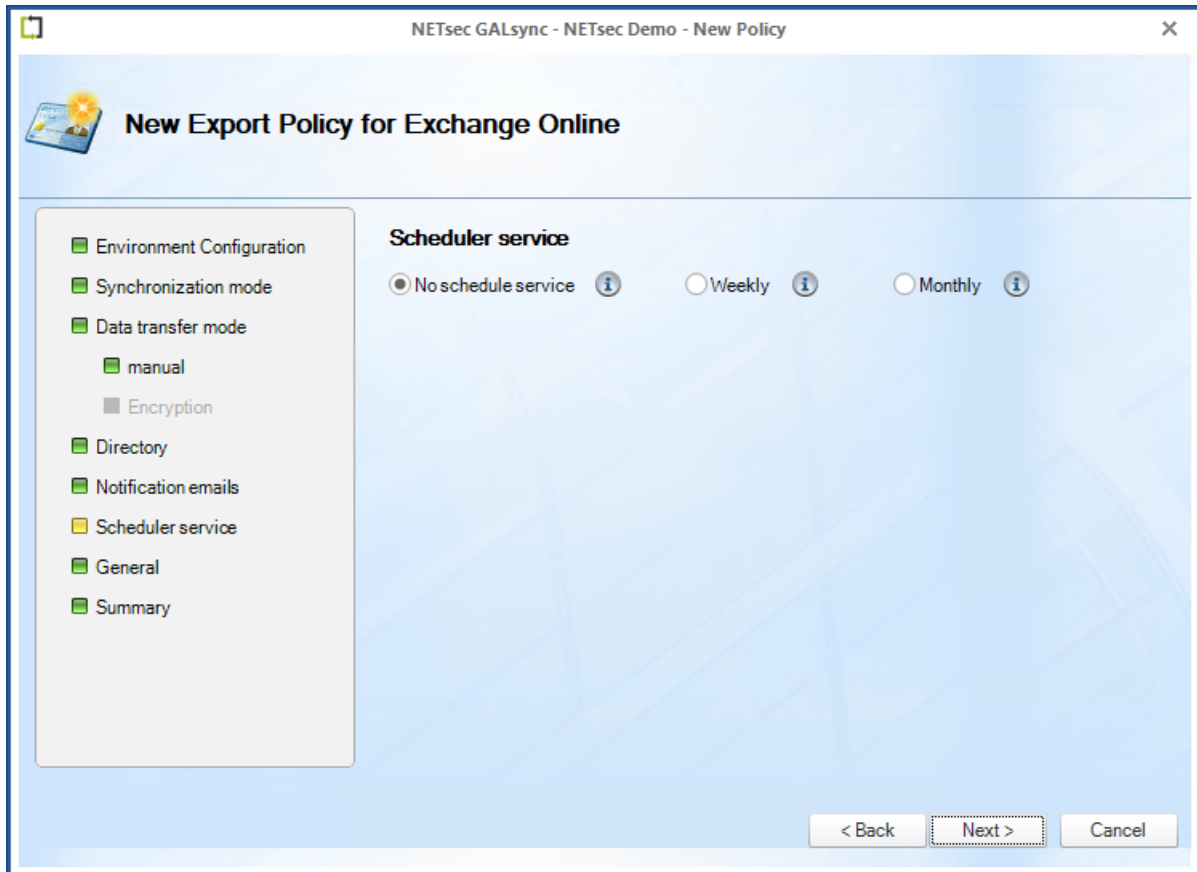 NETsec GALsync - NETsec Demo - New Policy
New Export Policy for Exchange Online
Environment Configuration
Synchronization mode
Data transfer mode
manual
Encryption
Directory
Notification emails
Scheduler service
General
Summary
Scheduler service
No schedule service Weekly Monthly
< Back Next > Cancel